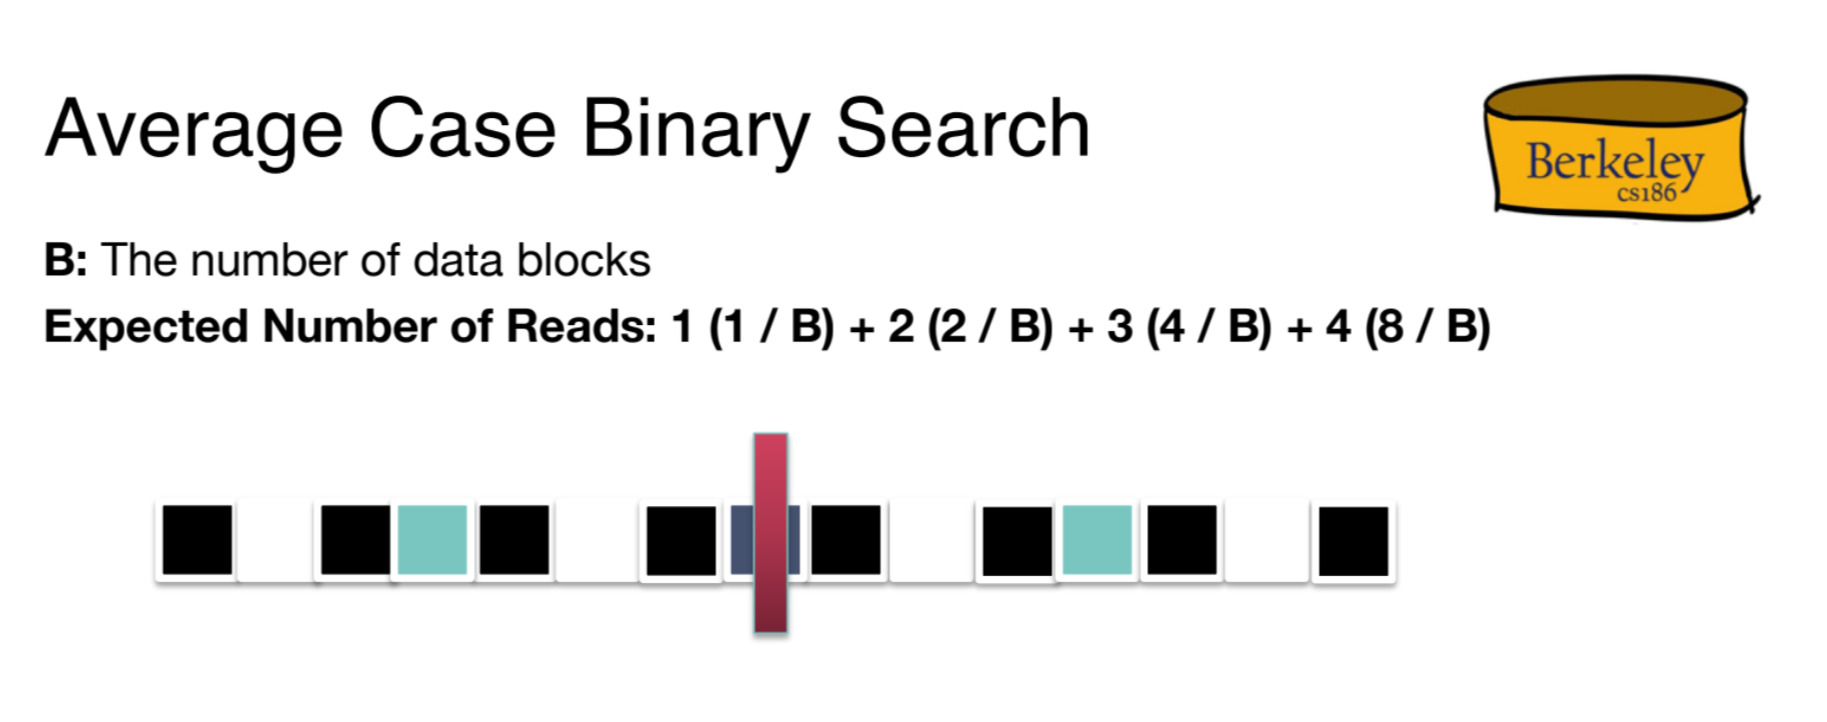 Average Case Binary Search
Berkeley
cs186
B: The number of data blocks
Expected Number of Reads: 1 (1 / B) + 2 (2 / B) + 3 (4 / B) + 4 (8 / B)